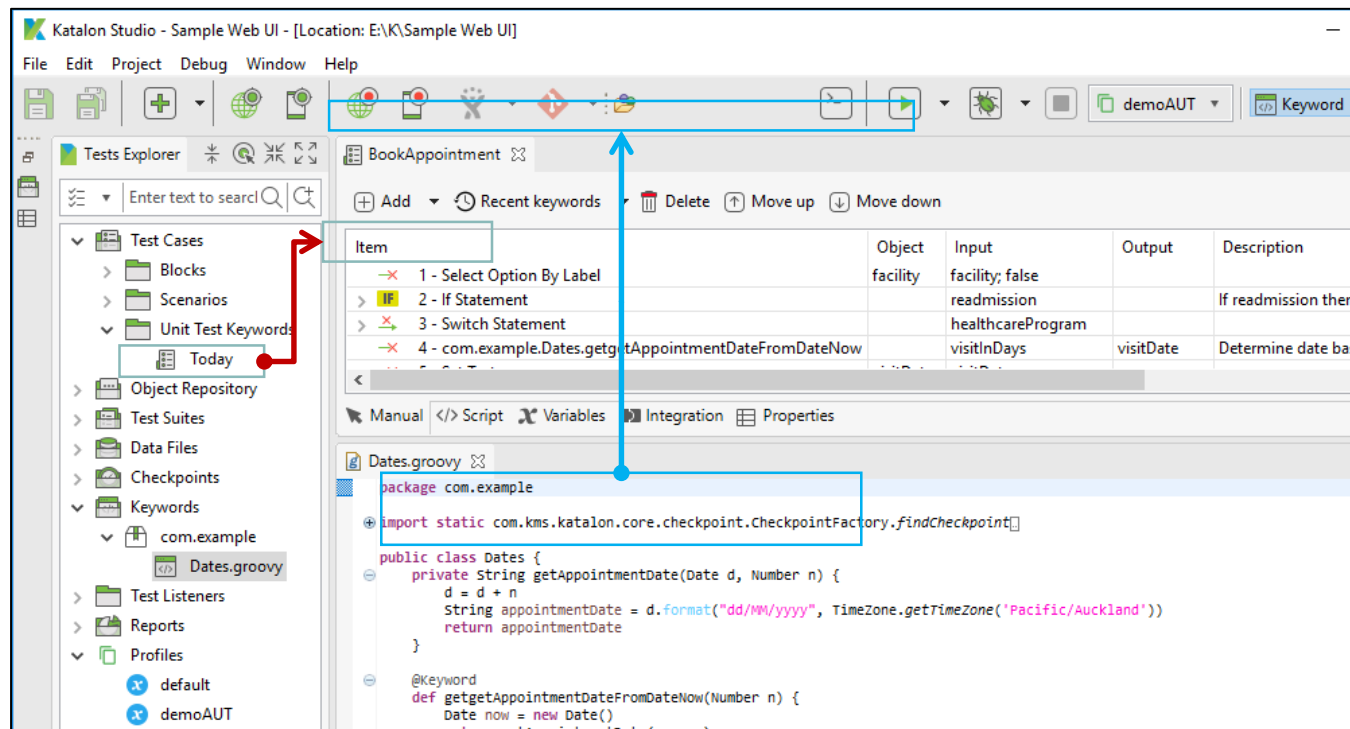 Katalon Studio - Sample Web UI - [Location: E:\K\Sample Web UI]
File Edit Project Debug Window Help
demoAUT
Keyword
Tests Explorer
Enter text to searcl
Test Cases
Blocks
Scenarios
Unit Test Keywords
Today
Object Repository
Test Suites
Data Files
Checkpoints
Keywords
com.example
Dates.groovy
Test Listeners
Reports
Profiles
default
demoAUT
BookAppointment
Add Recent keywords Delete Move up Move down
Item Object Input Output Description
1 - Select Option By Label facility facility; false
IF 2 - If Statement readmission If readmission ther
3 - Switch Statement healthcareProgram
4 - com.example.Dates.getgetAppointmentDateFromDateNow visitInDays visitDate Determine date ba
Manual </> Script Variables Integration Properties
Dates.groovy
package com.example
import static com.kms.katalon.core.checkpoint.CheckpointFactory.findCheckpoint
public class Dates {
private String getAppointmentDate(Date d, Number n) {
d = d + n
String appointmentDate = d.format("dd/MM/yyyy", TimeZone.getTimeZone('Pacific/Auckland'))
return appointmentDate
}
@Keyword
def getgetAppointmentDateFromDateNow(Number n) {
Date now = new Date()